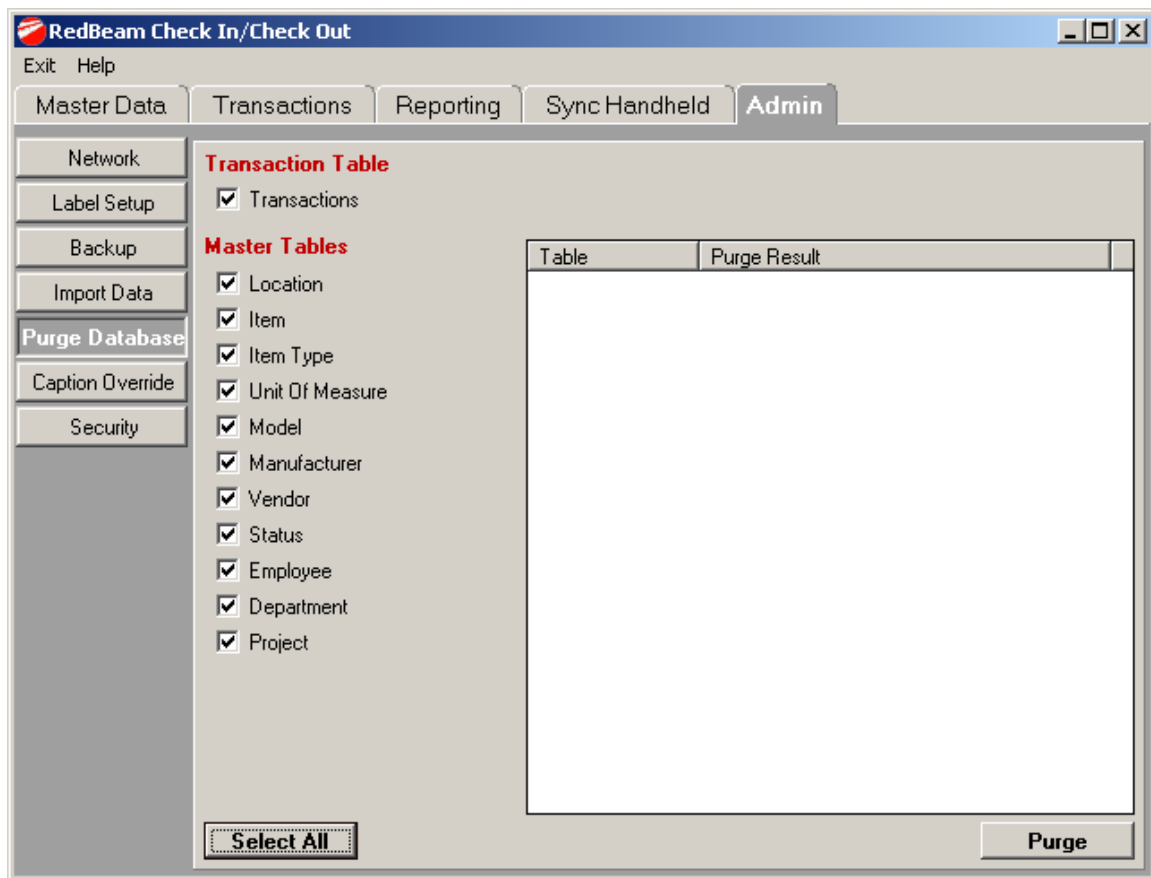 RedBeam Check In/Check Out
Exit Help
Master Data Transactions Reporting Sync Handheld Admin
Network
Label Setup
Backup
Import Data
Purge Database
Caption Override
Security
Transaction Table
Transactions
Master Tables
Location
Item
Item Type
Unit Of Measure
Model
Manufacturer
Vendor
Status
Employee
Department
Project
Table Purge Result
Select All
Purge